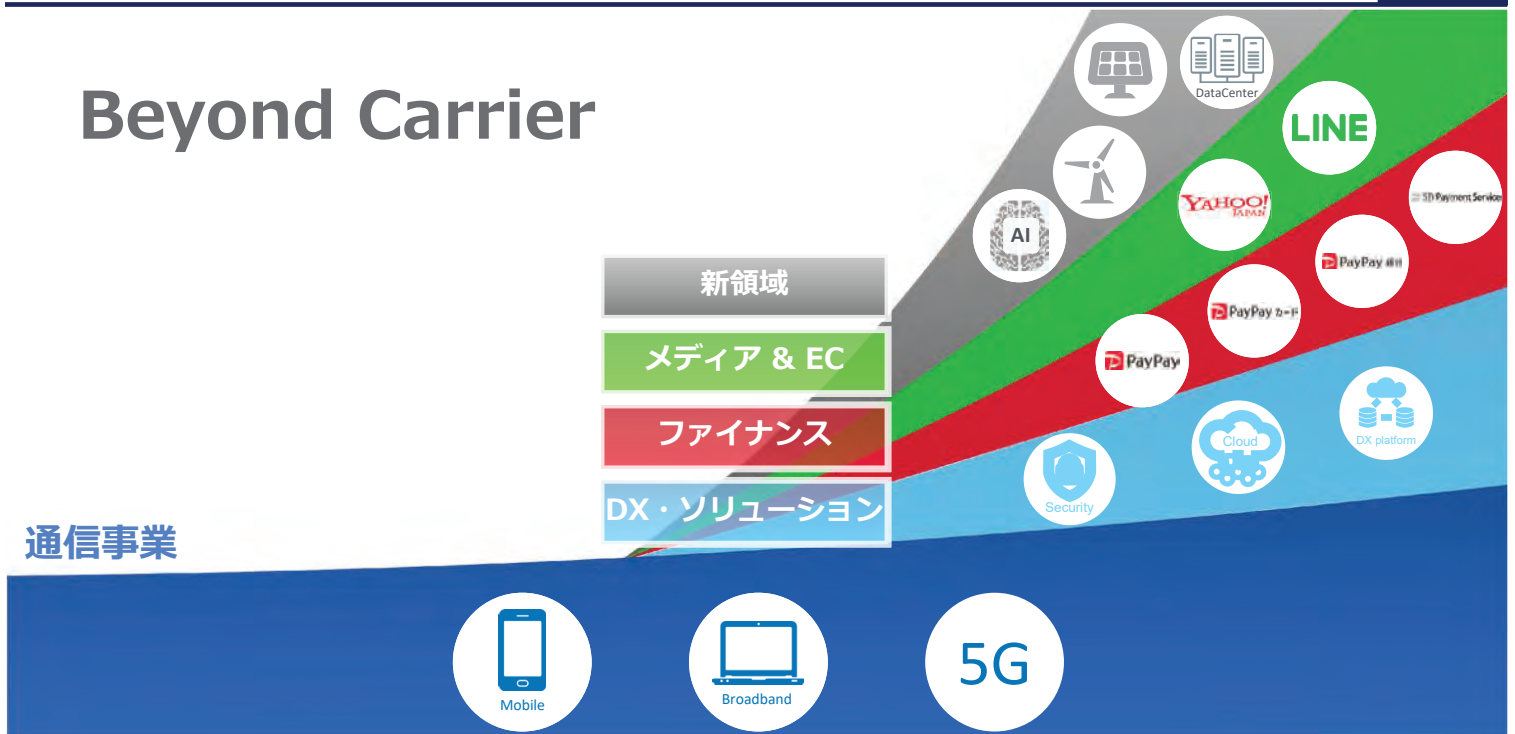 Beyond Carrier
DataCenter
LINE
YAHOO!
JAPAN
SB Payment Service
AI
PayPay 銀行
新領域
PayPay カード
メディア & EC
PayPay
ファイナンス
Cloud
DX platform
DX・ソリューション
Security
通信事業
5G
Mobile
Broadband